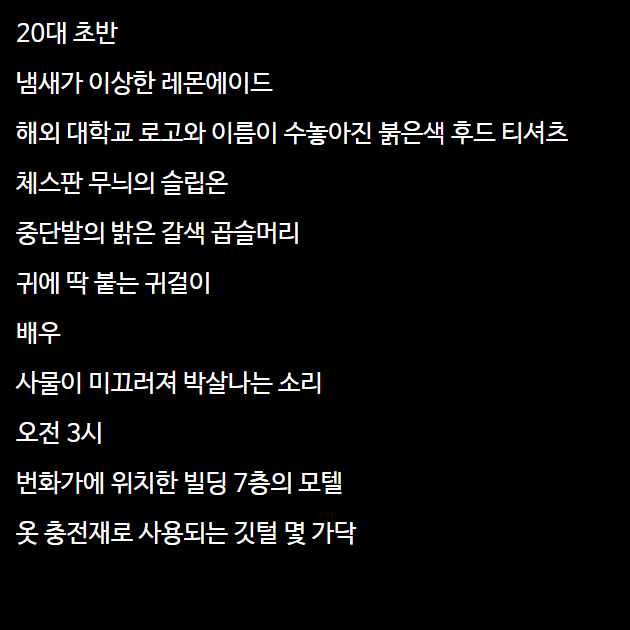 20대 초반
냄새가 이상한 레몬에이드
해외 대학교 로고와 이름이 수놓아진 붉은색 후드 티셔츠
체스판 무늬의 슬립온
중단발의 밝은 갈색 곱슬머리
귀에 딱 붙는 귀걸이
배우
사물이 미끄러져 박살나는 소리
오전 3시
번화가에 위치한 빌딩 7층의 모텔
옷 충전재로 사용되는 깃털 몇 가닥